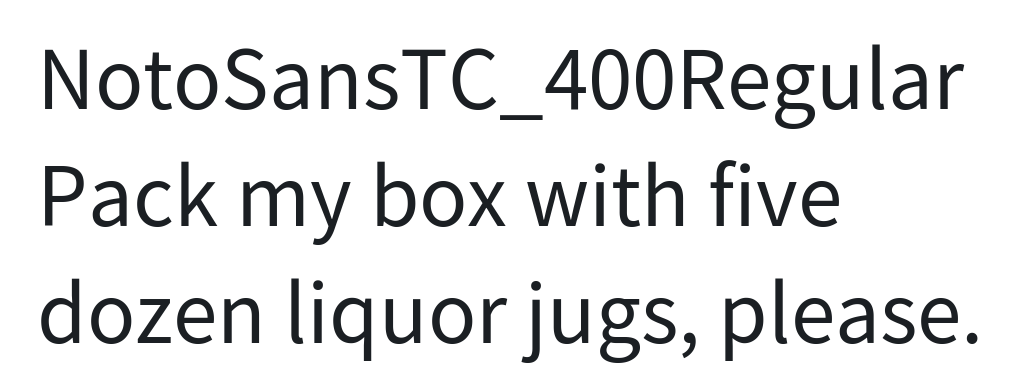 NotoSansTC_400Regular
Pack my box with five
dozen liquor jugs, please.